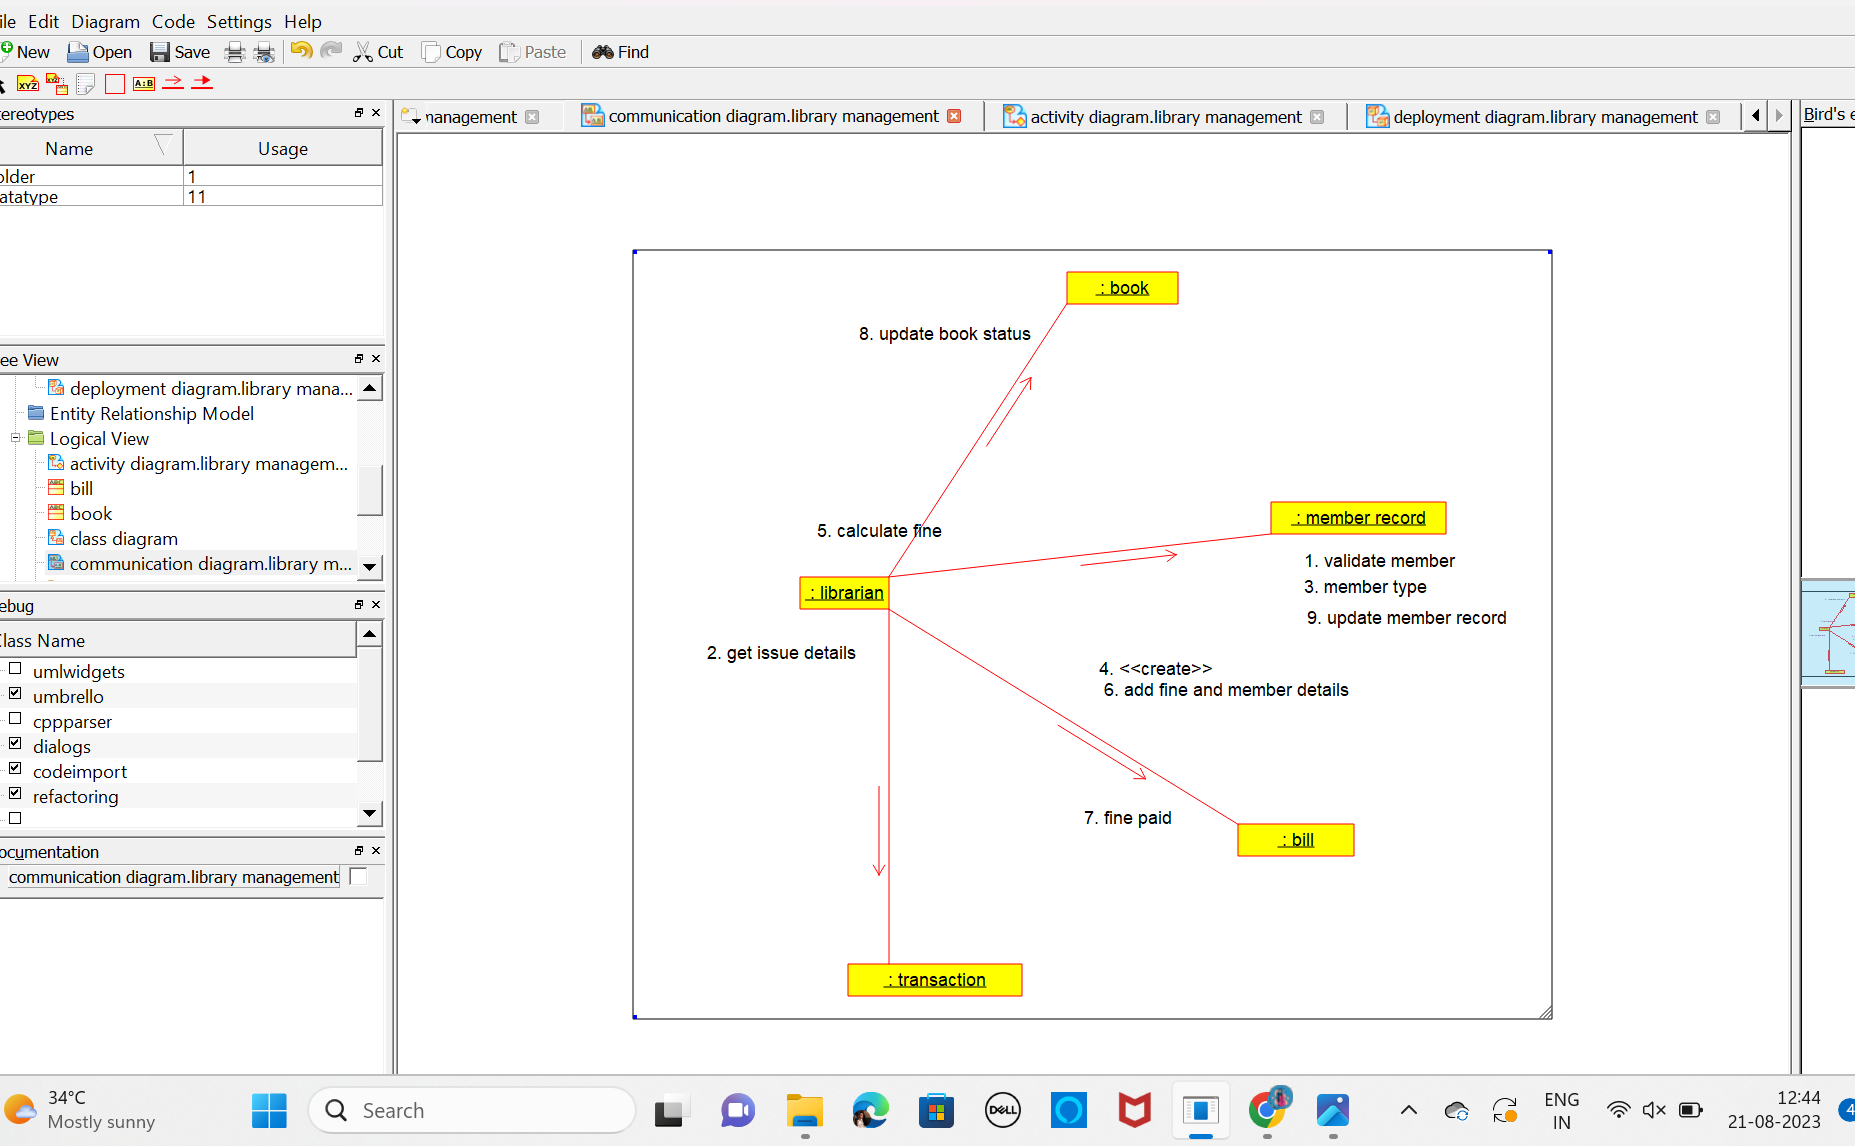 ile Edit Diagram Code Settings Help
New Open Save Cut Copy Paste Find
XYZ XYZ A:B
tereotypes
Name Usage
older 1
atatype 11
nanagement communication diagram.library management activity diagram.library management deployment diagram.library management
Bird's e
ee View
deployment diagram.library mana...
Entity Relationship Model
Logical View
activity diagram.library managem...
bill
book
class diagram
communication diagram.library m...
ebug
Class Name
umlwidgets
umbrello
cppparser
dialogs
codeimport
refactoring
ocumentation
communication diagram.library management
: book
8. update book status
5. calculate fine
: member record
1. validate member
3. member type
9. update member record
: librarian
2. get issue details
4. <<create>>
6. add fine and member details
7. fine paid
: bill
: transaction
34°C
Mostly sunny
Search
DELL
ENG
IN
12:44
21-08-2023
4